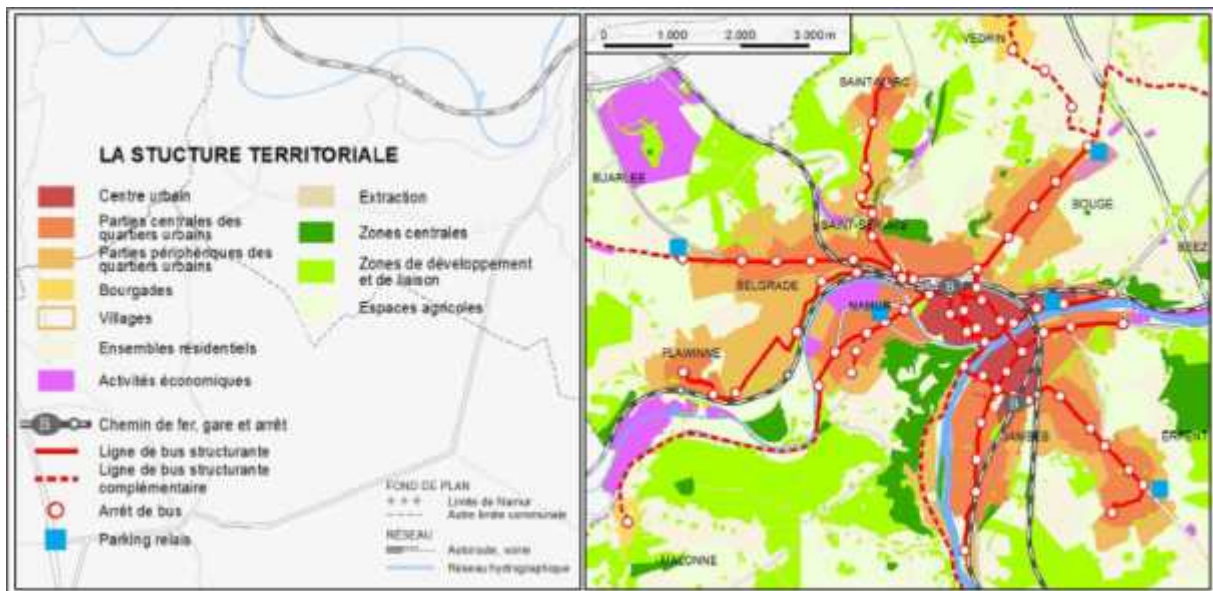 LA STUCTURE TERRITORIALE
Centre urbain
Parties centrales des
quartiers urbains
Parties périphériques des
quartiers urbains
Bourgades
Villages
Ensembles résidentiels
Activités économiques
B Chemin de fer, gare et arrêt
Ligne de bus structurante
Ligne de bus structurante
complémentaire
Arrêt de bus
Parking relais
Extraction
Zones centrales
Zones de développement
et de liaison
Espaces agricoles
FOND DE PLAN
Limite de Namur
Autre limite communale
RÉSEAU
Autoroute, voirie
Réseau hydrographique
0 1.000 2.000 3.000 m
VEDRIN
SAINT-MARC
SUARLEE
BOUGE
SAINT-SERVAIS
BEEZ
BELGRADE
B
NAMUR
FLAWINNE
B
JAMBES
ERPENT
MALONNE